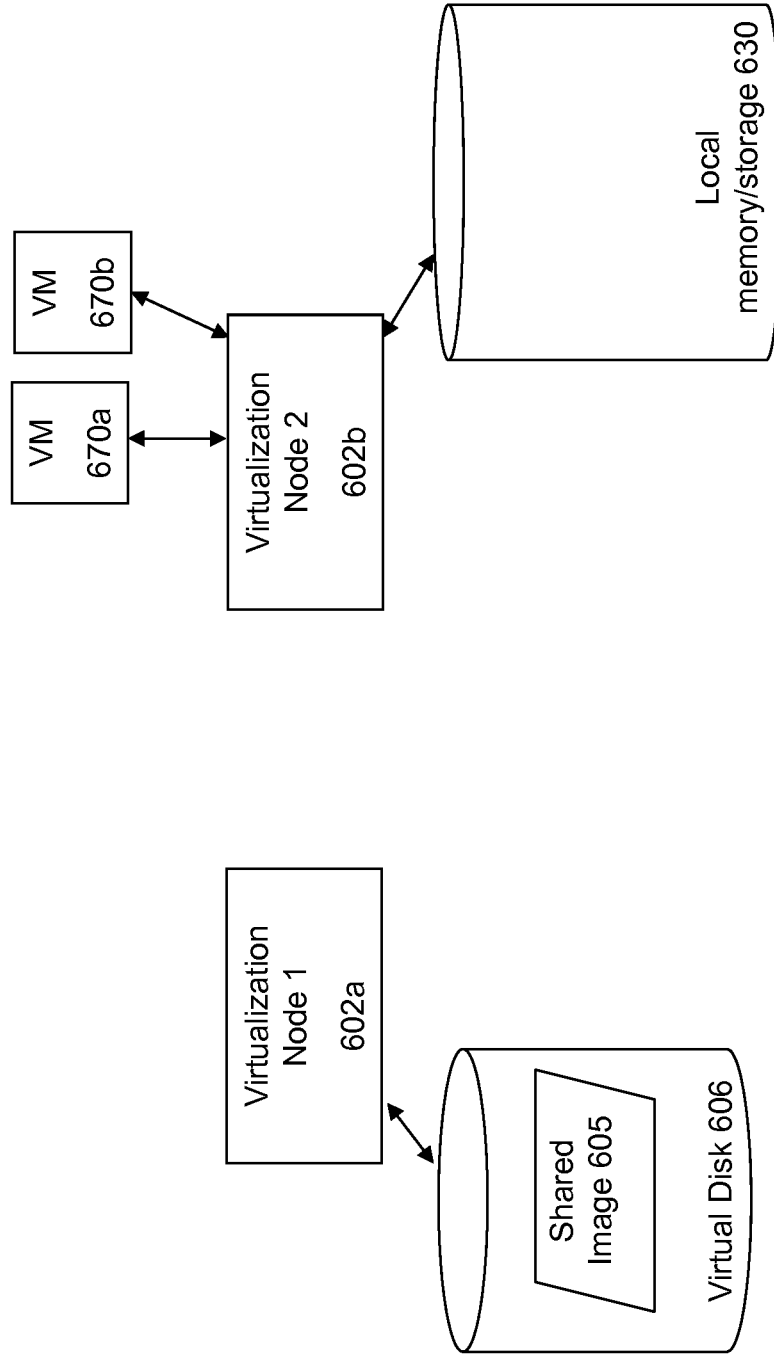 VM
670a
VM
670b
Virtualization
Node 1
602a
Virtualization
Node 2
602b
Shared
Image 605
Virtual Disk 606
Local
memory/storage 630